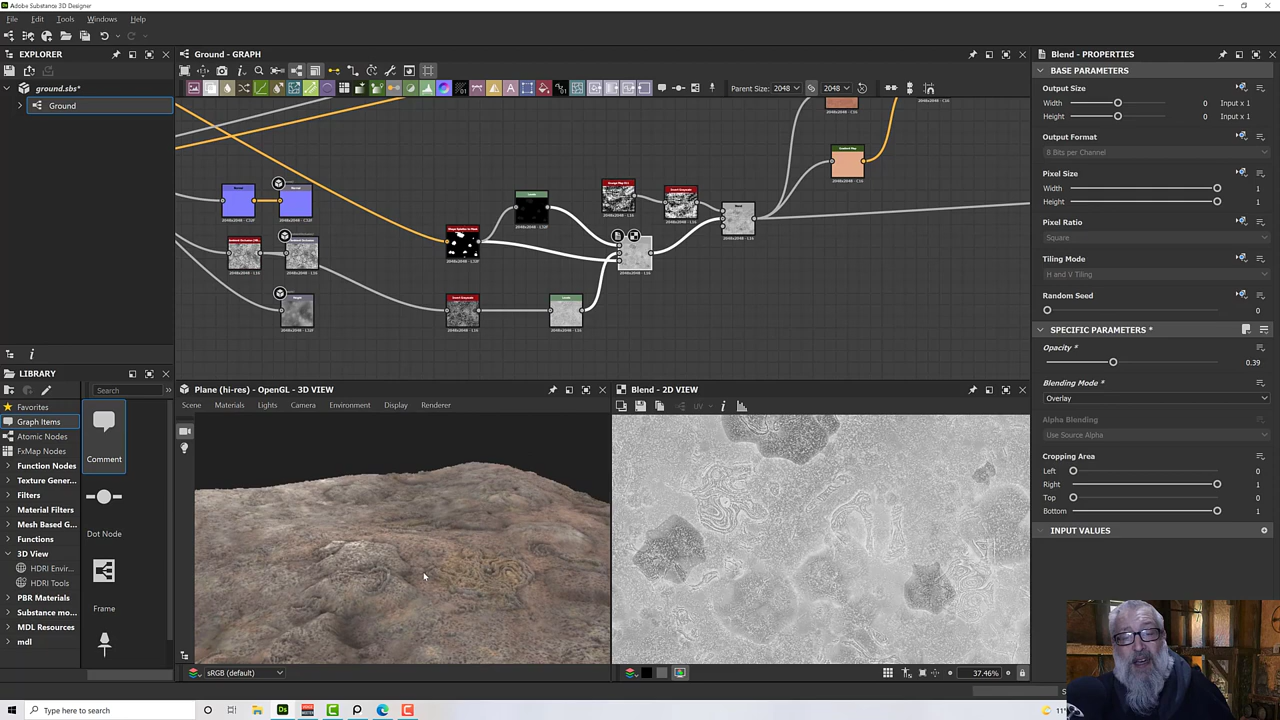 Adobe Substance 3D Designer
File Edit Tools Windows Help
EXPLORER
ground.sbs*
Ground
Ground - GRAPH
Parent Size: 2048 2048
Blend - PROPERTIES
BASE PARAMETERS
Output Size
Width 0 Input x 1
Height 0 Input x 1
Output Format
8 Bits per Channel
Pixel Size
Width 1
Height 1
Pixel Ratio
Square
Tiling Mode
H and V Tiling
Random Seed
0
SPECIFIC PARAMETERS *
Opacity *
0.39
Blending Mode *
Overlay
Alpha Blending
Use Source Alpha
Cropping Area
Left 0
Right 1
Top 0
Bottom 1
INPUT VALUES
LIBRARY
Search
Favorites
Graph Items
Atomic Nodes
FxMap Nodes
Function Nodes
Texture Gener...
Filters
Material Filters
Mesh Based G...
Functions
3D View
HDRI Envir...
HDRI Tools
PBR Materials
Substance mo...
MDL Resources
mdl
Comment
Dot Node
Frame
Plane (hi-res) - OpenGL - 3D VIEW
Scene Materials Lights Camera Environment Display Renderer
sRGB (default)
Blend - 2D VIEW
UV
37.46%
Type here to search
11°